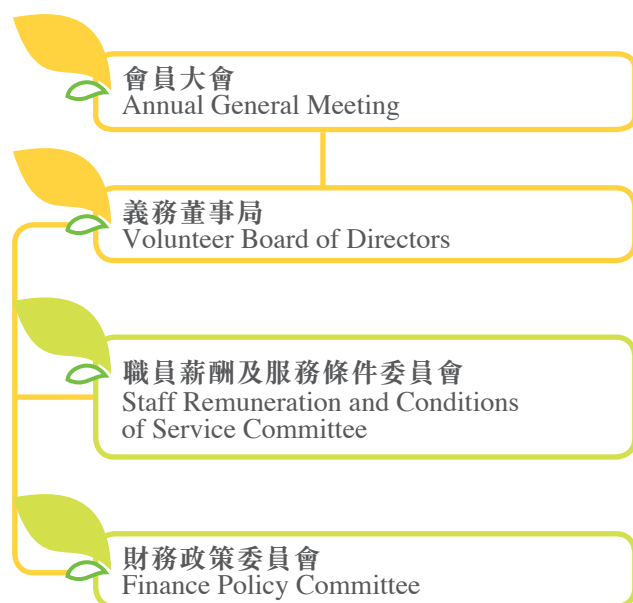 會員大會
Annual General Meeting
義務董事局
Volunteer Board of Directors
職員薪酬及服務條件委員會
Staff Remuneration and Conditions
of Service Committee
財務政策委員會
Finance Policy Committee